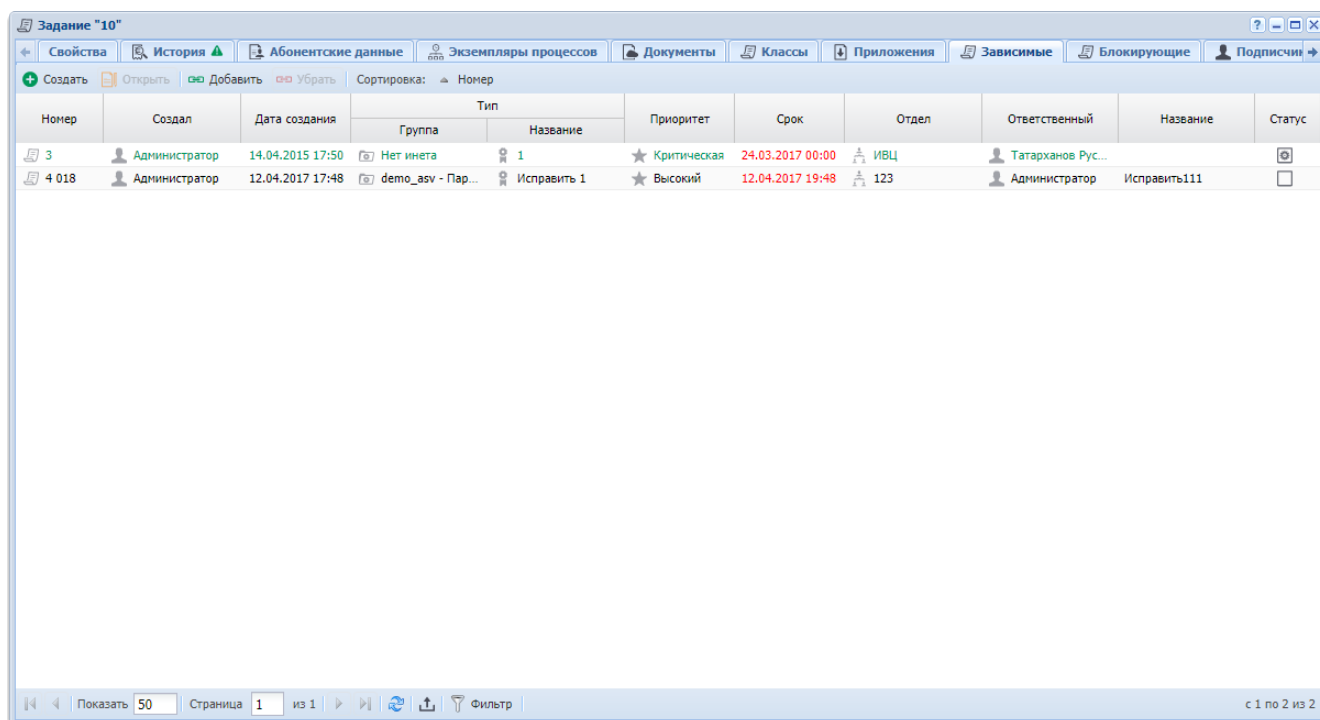 Задание "10"
Свойства История Абонентские данные Экземпляры процессов Документы Классы Приложения Зависимые Блокирующие
Создать Открыть Добавить Убрать Сортировка: Номер
Номер Создал Дата создания Тип Приоритет Срок Отдел Ответственный Название Статус
Группа Название
3 Администратор 14.04.2015 17:50 Нет инета 1 Критическая 24.03.2017 00:00 ИВЦ Татарханов Рус...
4 018 Администратор 12.04.2017 17:48 demo_asv - Пар... Исправить 1 Высокий 12.04.2017 19:48 123 Администратор Исправить111
Показать 50 Страница 1 из 1 Фильтр с 1 по 2 из 2